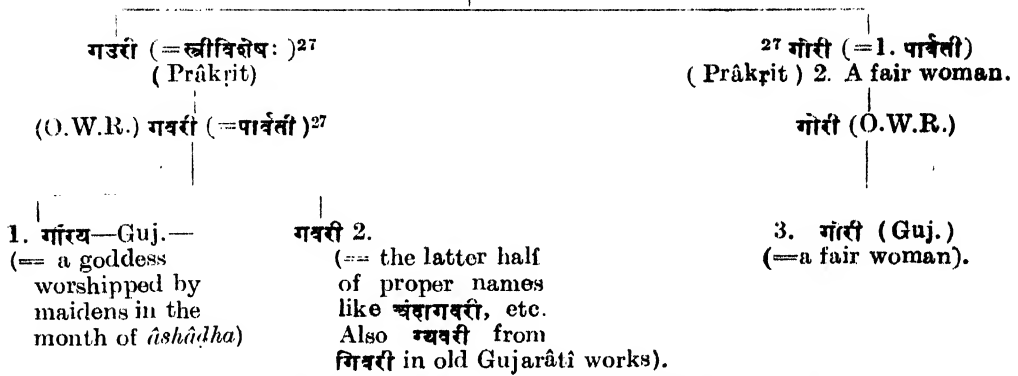 गउरी (=स्त्रीविशेषः)²⁷
(Prâkṛit)
²⁷ गोरी (=1. पार्वती)
(Prâkṛit) 2. A fair woman.
(O.W.R.) गवरी (=पार्वती)²⁷
गोरी (O.W.R.)
1. गॉरय—Guj.—
(== a goddess
worshipped by
maidens in the
month of âshâḍha)
गवरी 2.
(== the latter half
of proper names
like चंदागवरी, etc.
Also ग्यवरी from
गिवरी in old Gujarâtî works).
3. गॉरी (Guj.)
(=a fair woman).